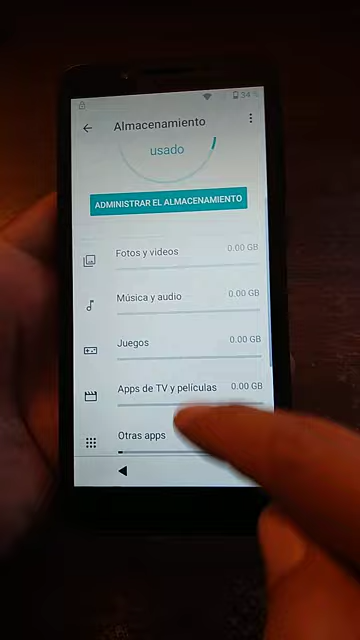 34 %
Almacenamiento
usado
ADMINISTRAR EL ALMACENAMIENTO
Fotos y videos 0.00 GB
Música y audio 0.00 GB
Juegos 0.00 GB
Apps de TV y películas 0.00 GB
Otras apps